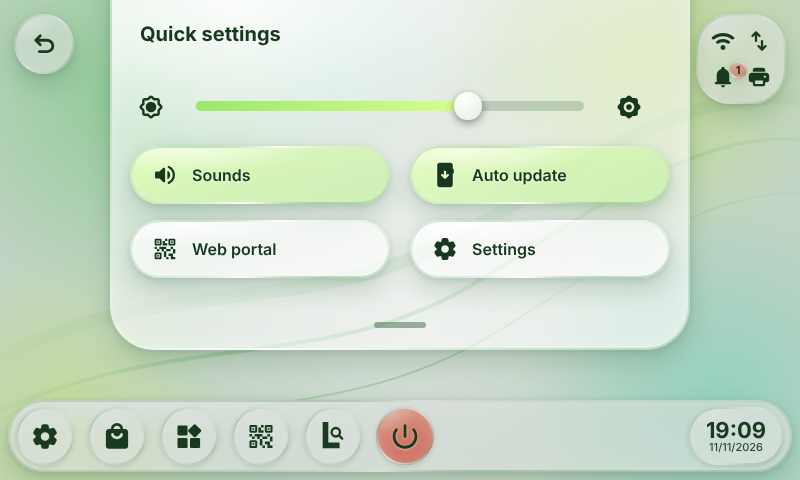 Quick settings
1
Sounds
Auto update
Web portal
Settings
19:09
11/11/2026